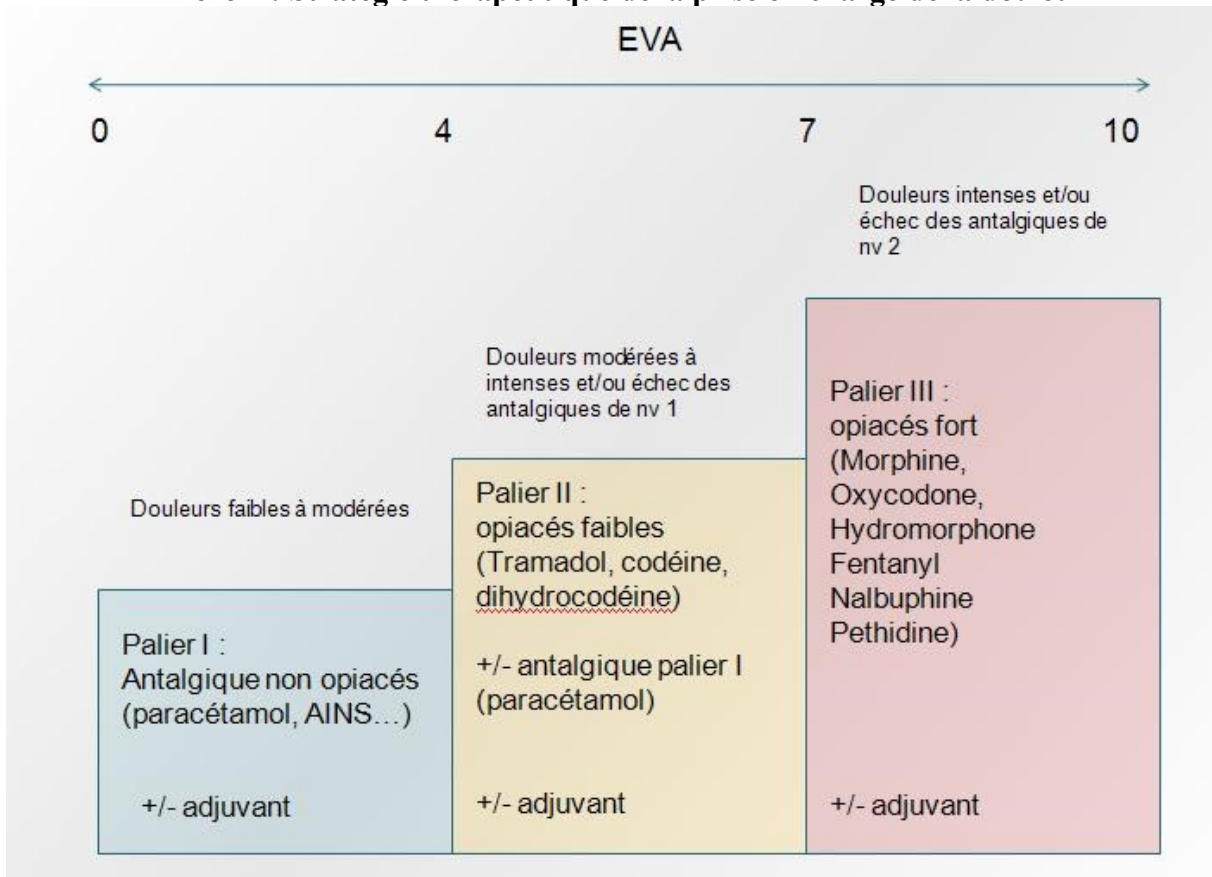 EVA
0 4 7 10
Douleurs intenses et/ou
échec des antalgiques de
nv 2
Douleurs modérées à
intenses et/ou échec des
antalgiques de nv 1
Douleurs faibles à modérées
Palier I :
Antalgique non opiacés
(paracétamol, AINS...)
+/- adjuvant
Palier II :
opiacés faibles
(Tramadol, codéine,
dihydrocodéine)
+/- antalgique palier I
(paracétamol)
+/- adjuvant
Palier III :
opiacés fort
(Morphine,
Oxycodone,
Hydromorphone
Fentanyl
Nalbuphine
Pethidine)
+/- adjuvant